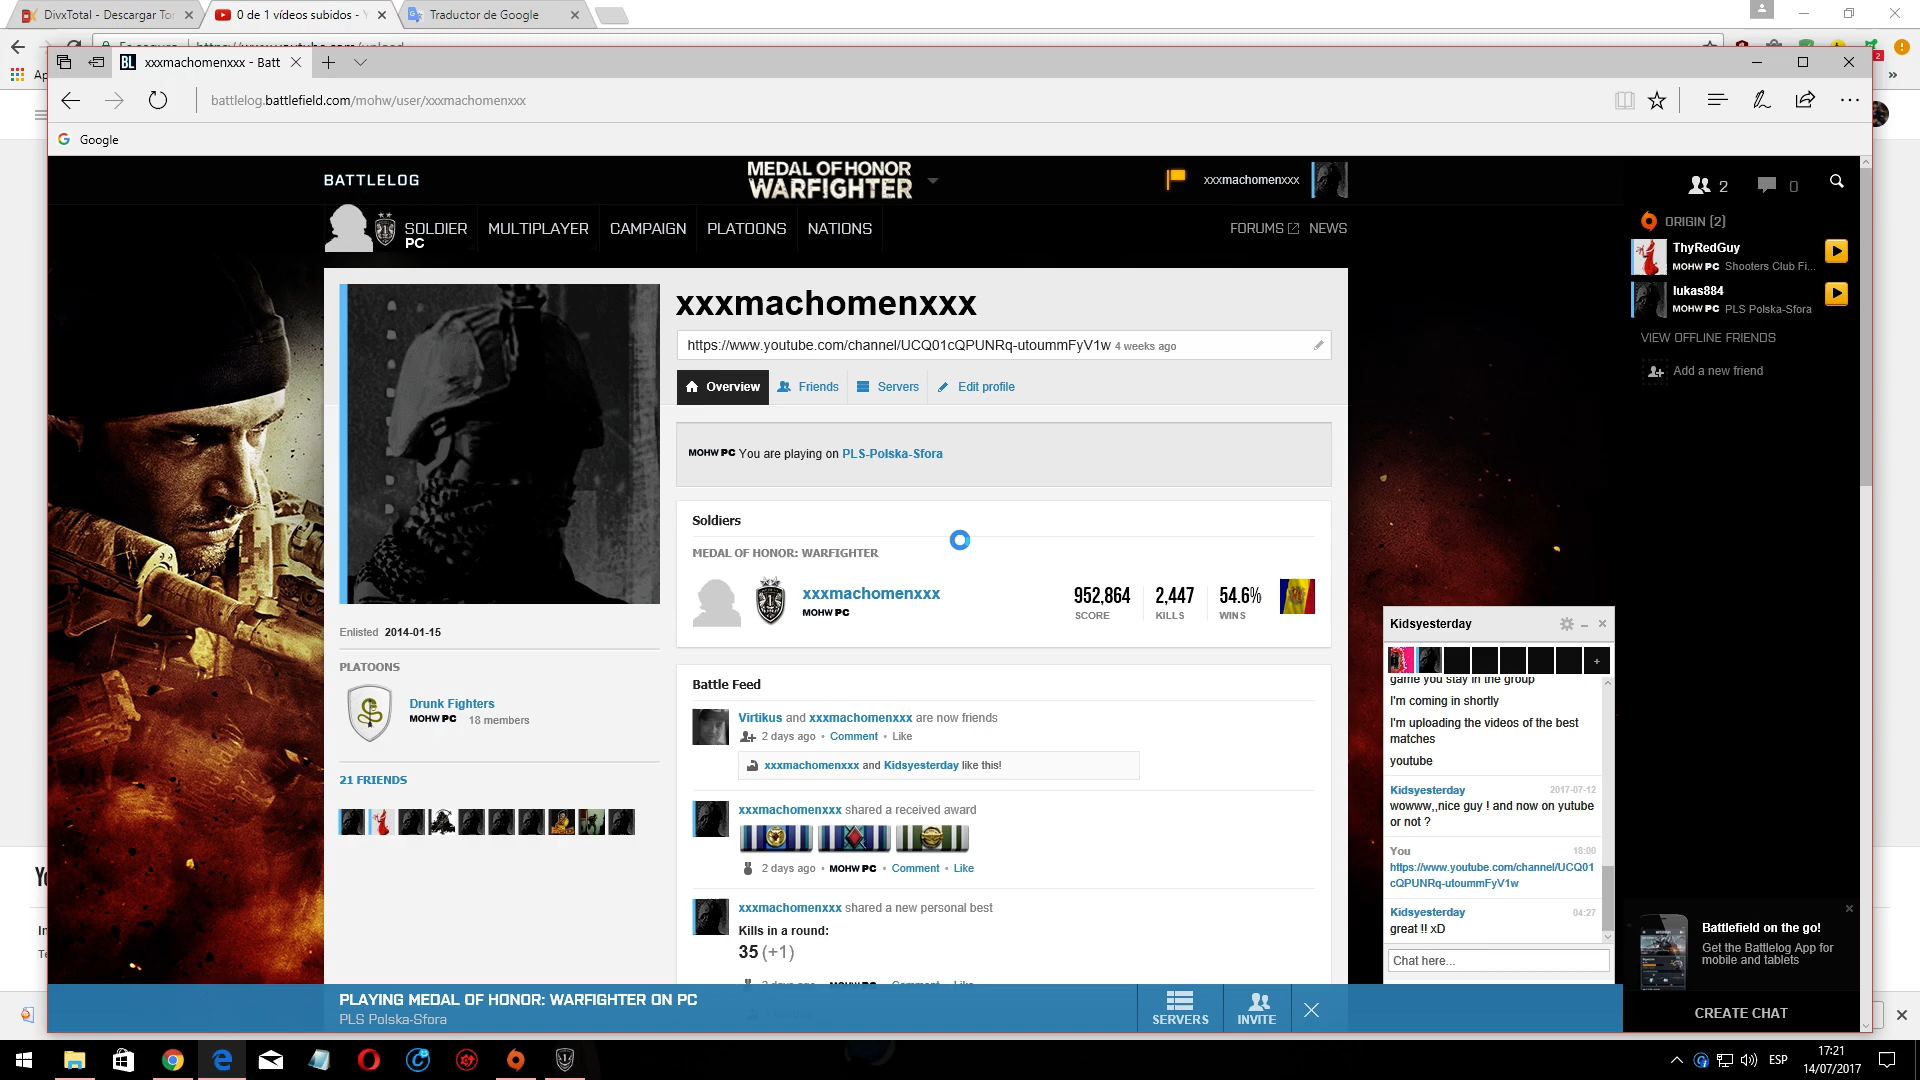 DivxTotal - Descargar Tor
0 de 1 vídeos subidos - Y
Traductor de Google
xxxmachomenxxx - Batt
battlelog.battlefield.com/mohw/user/xxxmachomenxxx
Google
BATTLELOG
MEDAL OF HONOR
WARFIGHTER
xxxmachomenxxx
2
0
SOLDIER
PC
MULTIPLAYER
CAMPAIGN
PLATOONS
NATIONS
FORUMS
NEWS
ORIGIN (2)
ThyRedGuy
MOHW PC Shooters Club Fi...
lukas884
MOHW PC PLS Polska-Sfora
VIEW OFFLINE FRIENDS
Add a new friend
xxxmachomenxxx
https://www.youtube.com/channel/UCQ01cQPUNRq-utoummFyV1w 4 weeks ago
Overview
Friends
Servers
Edit profile
MOHW PC You are playing on PLS-Polska-Sfora
Soldiers
MEDAL OF HONOR: WARFIGHTER
xxxmachomenxxx
MOHW PC
952,864
SCORE
2,447
KILLS
54.6%
WINS
Enlisted 2014-01-15
PLATOONS
Drunk Fighters
MOHW PC 18 members
21 FRIENDS
Battle Feed
Virtikus and xxxmachomenxxx are now friends
2 days ago • Comment • Like
xxxmachomenxxx and Kidsyesterday like this!
xxxmachomenxxx shared a received award
2 days ago • MOHW PC • Comment • Like
xxxmachomenxxx shared a new personal best
Kills in a round:
35 (+1)
Kidsyesterday
game you stay in the group
I'm coming in shortly
I'm uploading the videos of the best
matches
youtube
Kidsyesterday 2017-07-12
wowww,,nice guy ! and now on yutube
or not ?
You 18:00
https://www.youtube.com/channel/UCQ01
cQPUNRq-utoummFyV1w
Kidsyesterday 04:27
great !! xD
Chat here...
Battlefield on the go!
Get the Battlelog App for
mobile and tablets
CREATE CHAT
PLAYING MEDAL OF HONOR: WARFIGHTER ON PC
PLS Polska-Sfora
SERVERS
INVITE
ESP
17:21
14/07/2017